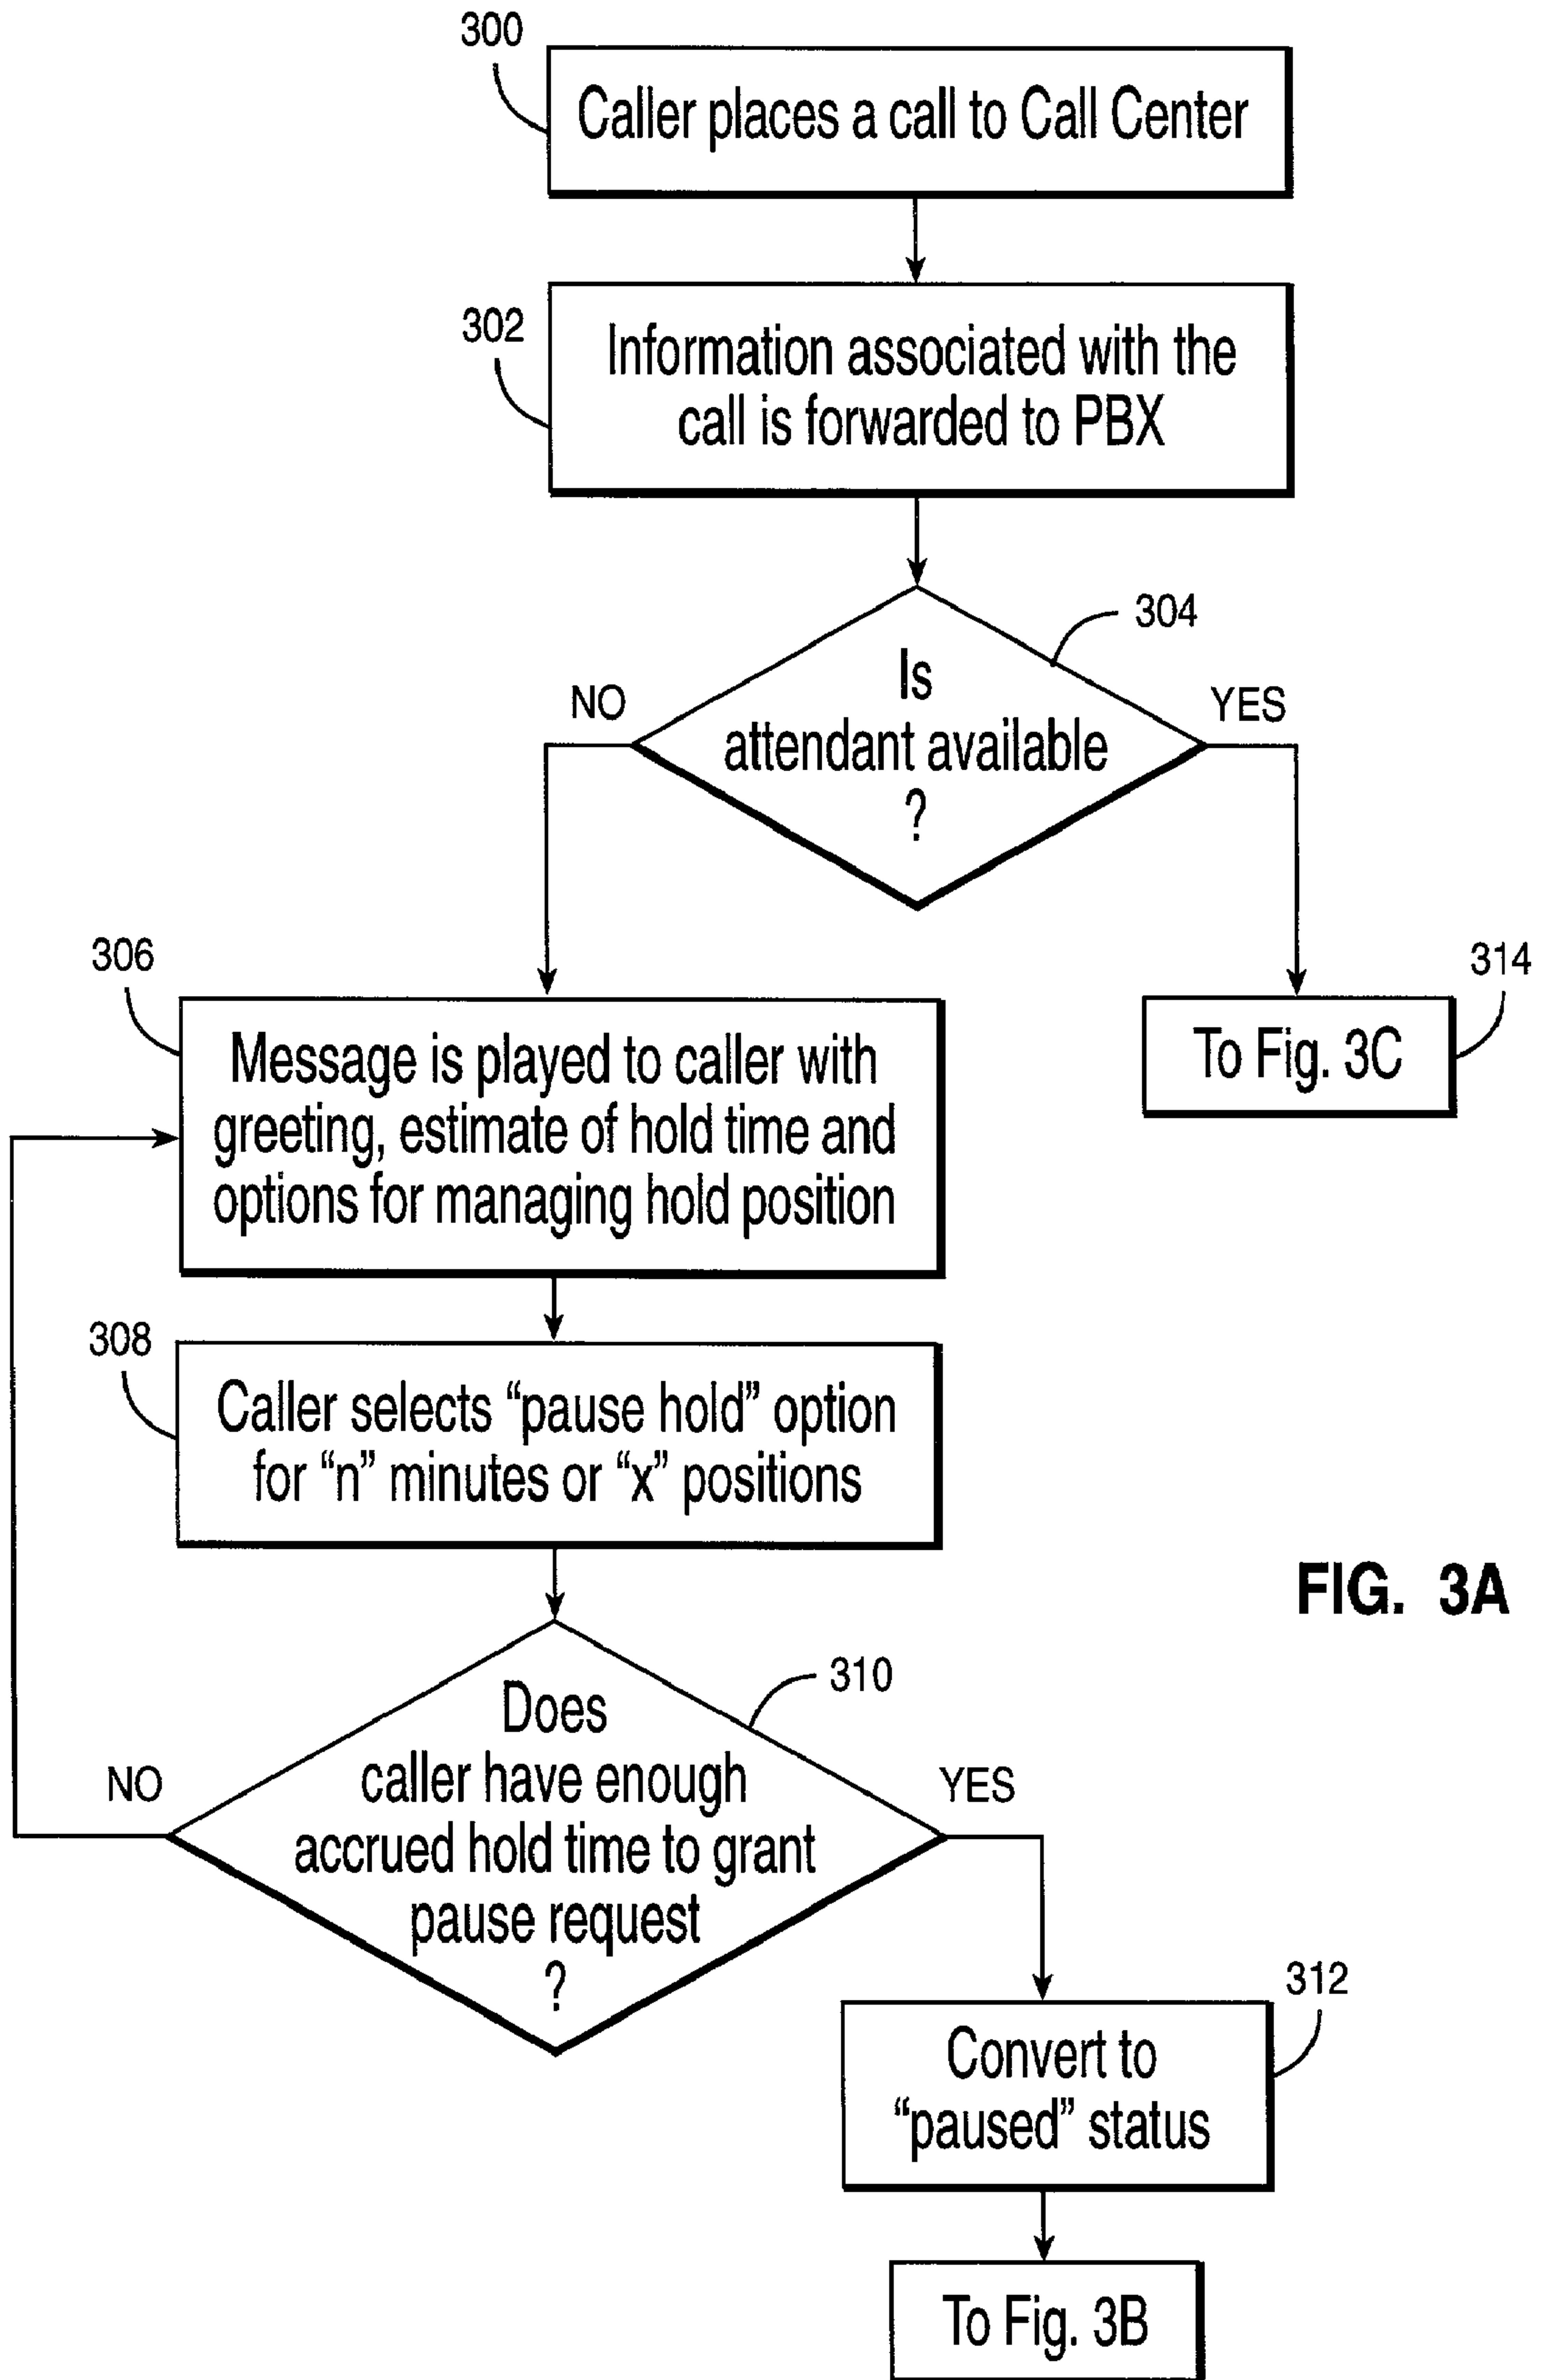 300
Caller places a call to Call Center
302
Information associated with the
call is forwarded to PBX
304
Is
attendant available
?
NO
YES
306
Message is played to caller with
greeting, estimate of hold time and
options for managing hold position
314
To Fig. 3C
308
Caller selects “pause hold” option
for “n” minutes or “x” positions
FIG. 3A
310
Does
caller have enough
accrued hold time to grant
pause request
?
NO
YES
312
Convert to
“paused” status
To Fig. 3B